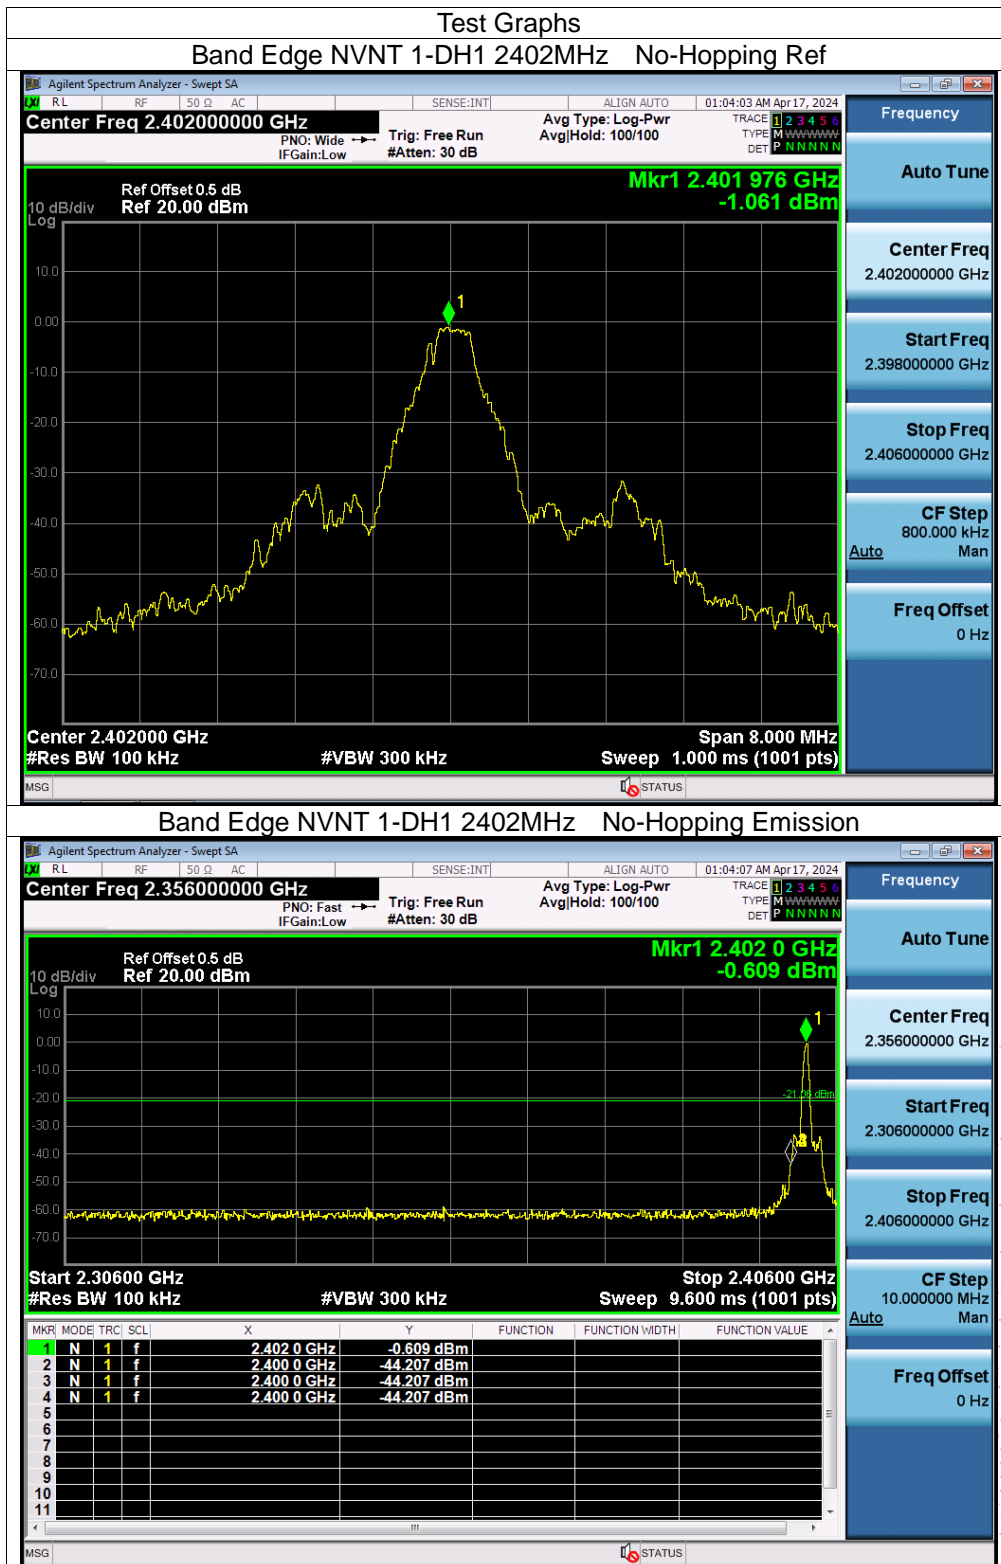 Test Graphs
Band Edge NVNT 1-DH1 2402MHz No-Hopping Ref
Agilent Spectrum Analyzer - Swept SA
LXI RL RF 50 Ω AC SENSE:INT ALIGN AUTO 01:04:03 AM Apr 17, 2024
Center Freq 2.402000000 GHz
PNO: Wide
IFGain:Low
Trig: Free Run
#Atten: 30 dB
Avg Type: Log-Pwr
Avg|Hold: 100/100
TRACE 1 2 3 4 5 6
TYPE M WWWWW
DET P N N N N N
Frequency
Auto Tune
Center Freq
2.402000000 GHz
Start Freq
2.398000000 GHz
Stop Freq
2.406000000 GHz
CF Step
800.000 kHz
Auto Man
Freq Offset
0 Hz
Ref Offset 0.5 dB
10 dB/div Ref 20.00 dBm
Log
Mkr1 2.401 976 GHz
-1.061 dBm
1
10.0
0.00
-10.0
-20.0
-30.0
-40.0
-50.0
-60.0
-70.0
Center 2.402000 GHz Span 8.000 MHz
#Res BW 100 kHz #VBW 300 kHz Sweep 1.000 ms (1001 pts)
MSG STATUS
Band Edge NVNT 1-DH1 2402MHz No-Hopping Emission
Agilent Spectrum Analyzer - Swept SA
LXI RL RF 50 Ω AC SENSE:INT ALIGN AUTO 01:04:07 AM Apr 17, 2024
Center Freq 2.356000000 GHz
PNO: Fast
IFGain:Low
Trig: Free Run
#Atten: 30 dB
Avg Type: Log-Pwr
Avg|Hold: 100/100
TRACE 1 2 3 4 5 6
TYPE M WWWWW
DET P N N N N N
Frequency
Auto Tune
Center Freq
2.356000000 GHz
Start Freq
2.306000000 GHz
Stop Freq
2.406000000 GHz
CF Step
10.000000 MHz
Auto Man
Freq Offset
0 Hz
Ref Offset 0.5 dB
10 dB/div Ref 20.00 dBm
Log
Mkr1 2.402 0 GHz
-0.609 dBm
1
10.0
0.00
-10.0
-20.0
-21.06 dBm
-30.0
-40.0
-50.0
-60.0
-70.0
Start 2.30600 GHz Stop 2.40600 GHz
#Res BW 100 kHz #VBW 300 kHz Sweep 9.600 ms (1001 pts)
MKR MODE TRC SCL X Y FUNCTION FUNCTION WIDTH FUNCTION VALUE
1 N 1 f 2.402 0 GHz -0.609 dBm
2 N 1 f 2.400 0 GHz -44.207 dBm
3 N 1 f 2.400 0 GHz -44.207 dBm
4 N 1 f 2.400 0 GHz -44.207 dBm
5
6
7
8
9
10
11
MSG STATUS